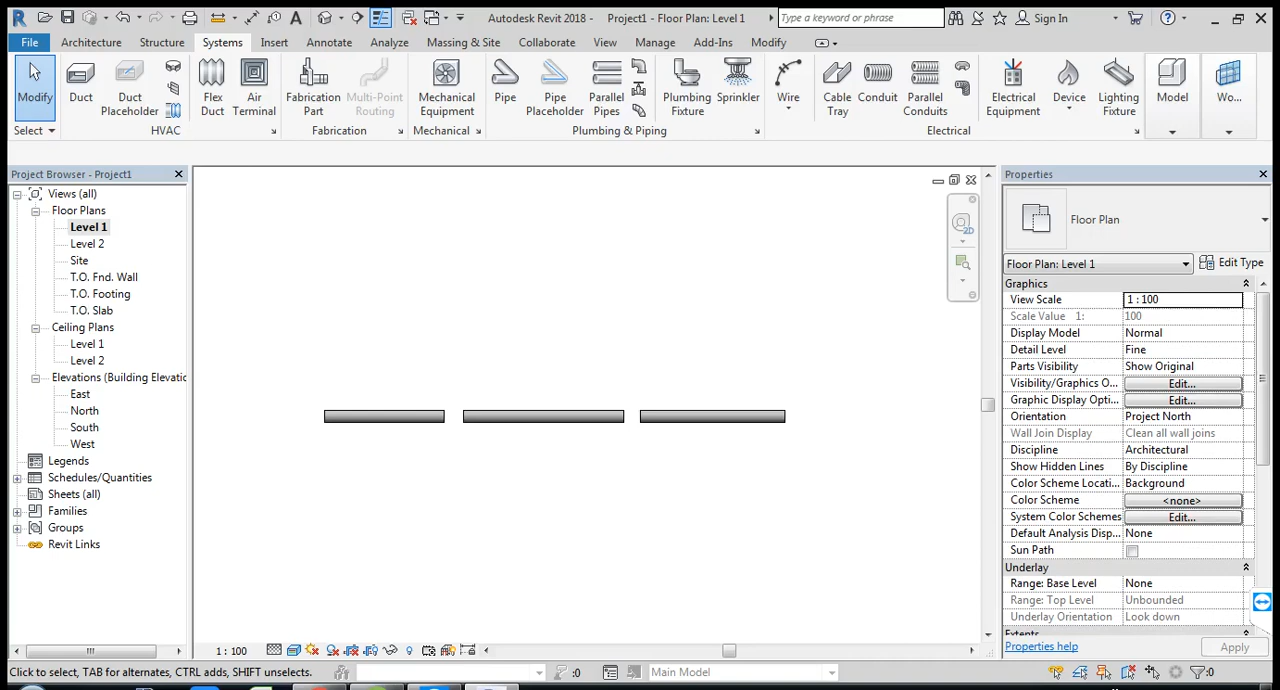 Autodesk Revit 2018 - Project1 - Floor Plan: Level 1 Type a keyword or phrase Sign In
File Architecture Structure Systems Insert Annotate Analyze Massing & Site Collaborate View Manage Add-Ins Modify
Modify Duct Duct Placeholder Flex Duct Air Terminal Fabrication Part Multi-Point Routing Mechanical Equipment Pipe Pipe Placeholder Parallel Pipes Plumbing Fixture Sprinkler Wire Cable Tray Conduit Parallel Conduits Electrical Equipment Device Lighting Fixture Model Wo...
Select HVAC Fabrication Mechanical Plumbing & Piping Electrical
Project Browser - Project1
Views (all)
Floor Plans
Level 1
Level 2
Site
T.O. Fnd. Wall
T.O. Footing
T.O. Slab
Ceiling Plans
Level 1
Level 2
Elevations (Building Elevatic
East
North
South
West
Legends
Schedules/Quantities
Sheets (all)
Families
Groups
Revit Links
2D
Properties
Floor Plan
Floor Plan: Level 1 Edit Type
Graphics
View Scale 1 : 100
Scale Value 1: 100
Display Model Normal
Detail Level Fine
Parts Visibility Show Original
Visibility/Graphics O... Edit...
Graphic Display Opti... Edit...
Orientation Project North
Wall Join Display Clean all wall joins
Discipline Architectural
Show Hidden Lines By Discipline
Color Scheme Locati... Background
Color Scheme <none>
System Color Schemes Edit...
Default Analysis Disp... None
Sun Path
Underlay
Range: Base Level None
Range: Top Level Unbounded
Underlay Orientation Look down
Extents
Properties help Apply
1 : 100
Click to select, TAB for alternates, CTRL adds, SHIFT unselects. :0 Main Model :0